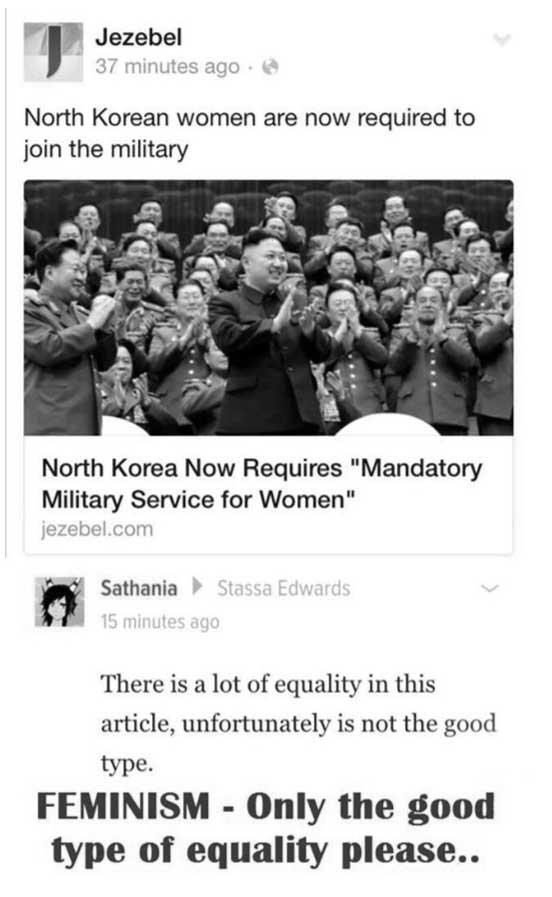 Jezebel
37 minutes ago ·
North Korean women are now required to
join the military
North Korea Now Requires "Mandatory
Military Service for Women"
jezebel.com
Sathania Stassa Edwards
15 minutes ago
There is a lot of equality in this
article, unfortunately is not the good
type.
FEMINISM - Only the good
type of equality please..